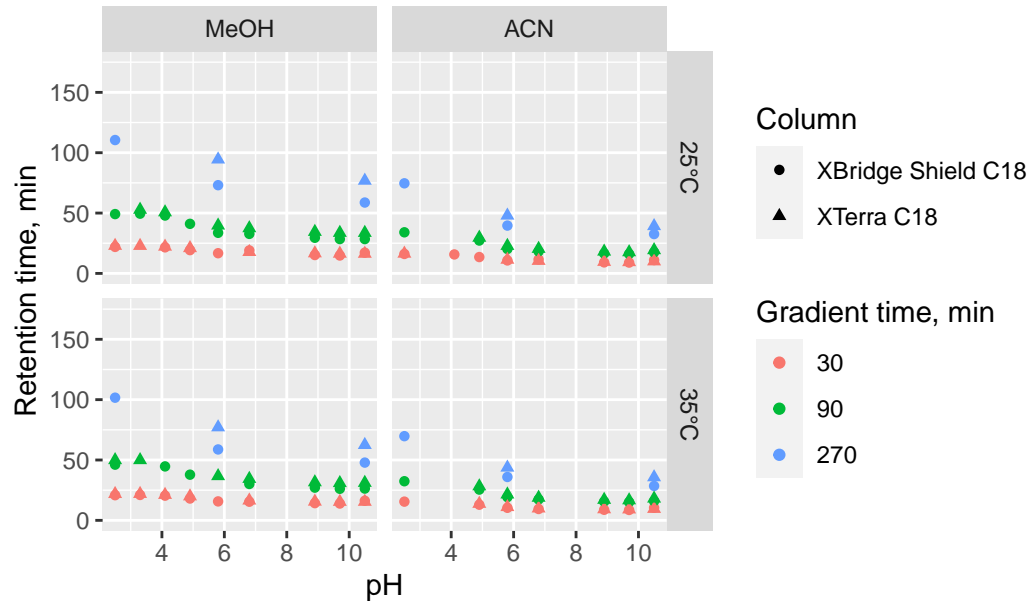 MeOH
ACN
150
100
50
0
25°C
150
100
50
0
35°C
4 6 8 10
4 6 8 10
Retention time, min
pH
Column
XBridge Shield C18
XTerra C18
Gradient time, min
30
90
270